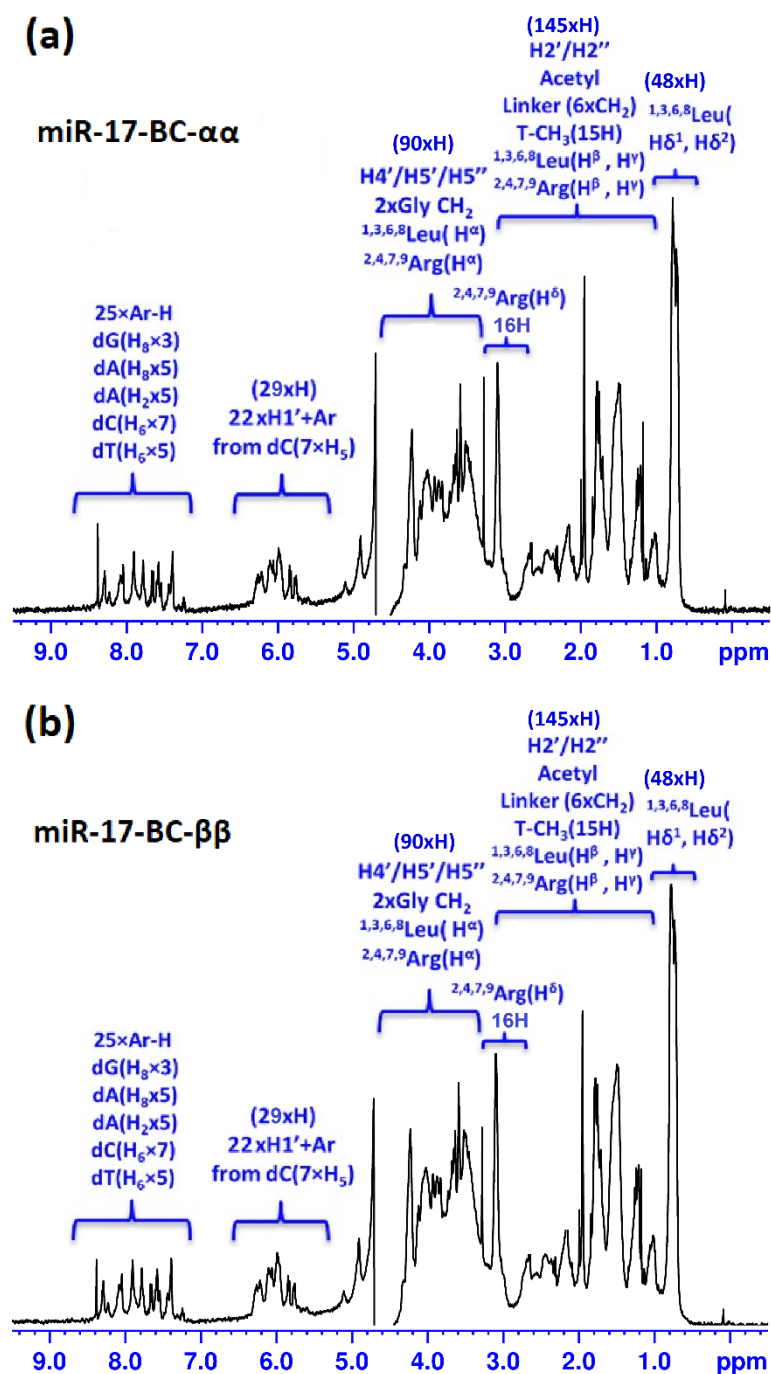 (a)
miR-17-BC-αα
(145xH)
H2′/H2′′
Acetyl
Linker (6xCH₂)
T-CH₃(15H)
¹,³,⁶,⁸Leu(Hᵝ , Hᵞ)
²,⁴,⁷,⁹Arg(Hᵝ , Hᵞ)
(48xH)
¹,³,⁶,⁸Leu(
Hδ¹, Hδ²)
(90xH)
H4′/H5′/H5′′
2xGly CH₂
¹,³,⁶,⁸Leu( Hᵅ)
²,⁴,⁷,⁹Arg(Hᵅ)
²,⁴,⁷,⁹Arg(Hᵟ)
16H
25×Ar-H
dG(H₈×3)
dA(H₈x5)
dA(H₂x5)
dC(H₆×7)
dT(H₆×5)
(29xH)
22xH1′+Ar
from dC(7×H₅)
9.0 8.0 7.0 6.0 5.0 4.0 3.0 2.0 1.0 ppm
(b)
miR-17-BC-ββ
(145xH)
H2′/H2′′
Acetyl
Linker (6xCH₂)
T-CH₃(15H)
¹,³,⁶,⁸Leu(Hᵝ , Hᵞ)
²,⁴,⁷,⁹Arg(Hᵝ , Hᵞ)
(48xH)
¹,³,⁶,⁸Leu(
Hδ¹, Hδ²)
(90xH)
H4′/H5′/H5′′
2xGly CH₂
¹,³,⁶,⁸Leu( Hᵅ)
²,⁴,⁷,⁹Arg(Hᵅ)
²,⁴,⁷,⁹Arg(Hᵟ)
16H
25×Ar-H
dG(H₈×3)
dA(H₈x5)
dA(H₂x5)
dC(H₆×7)
dT(H₆×5)
(29xH)
22xH1′+Ar
from dC(7×H₅)
9.0 8.0 7.0 6.0 5.0 4.0 3.0 2.0 1.0 ppm